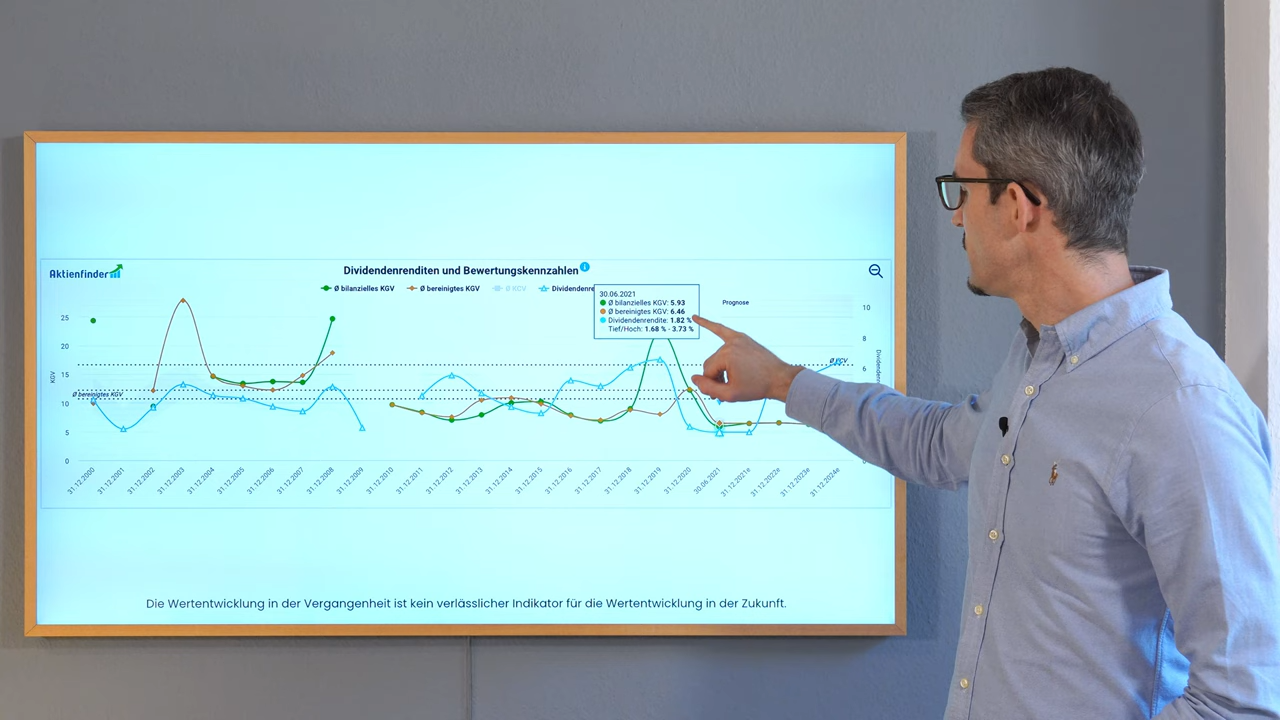 Aktienfinder
Dividendenrenditen und Bewertungskennzahlen
Ø bilanzielles KGV
Ø bereinigtes KGV
Ø KCV
Dividendenre
30.06.2021
Ø bilanzielles KGV: 5.93
Ø bereinigtes KGV: 6.46
Dividendenrendite: 1.82 %
Tief/Hoch: 1.68 % - 3.73 %
Prognose
25
20
15
10
5
0
KGV
Ø bereinigtes KGV
10
8
6
0
Ø KCV
Dividenden
31.12.2000
31.12.2001
31.12.2002
31.12.2003
31.12.2004
31.12.2005
31.12.2006
31.12.2007
31.12.2008
31.12.2009
31.12.2010
31.12.2011
31.12.2012
31.12.2013
31.12.2014
31.12.2015
31.12.2016
31.12.2017
31.12.2018
31.12.2019
31.12.2020
30.06.2021
31.12.2021e
31.12.2022e
31.12.2023e
31.12.2024e
Die Wertentwicklung in der Vergangenheit ist kein verlässlicher Indikator für die Wertentwicklung in der Zukunft.